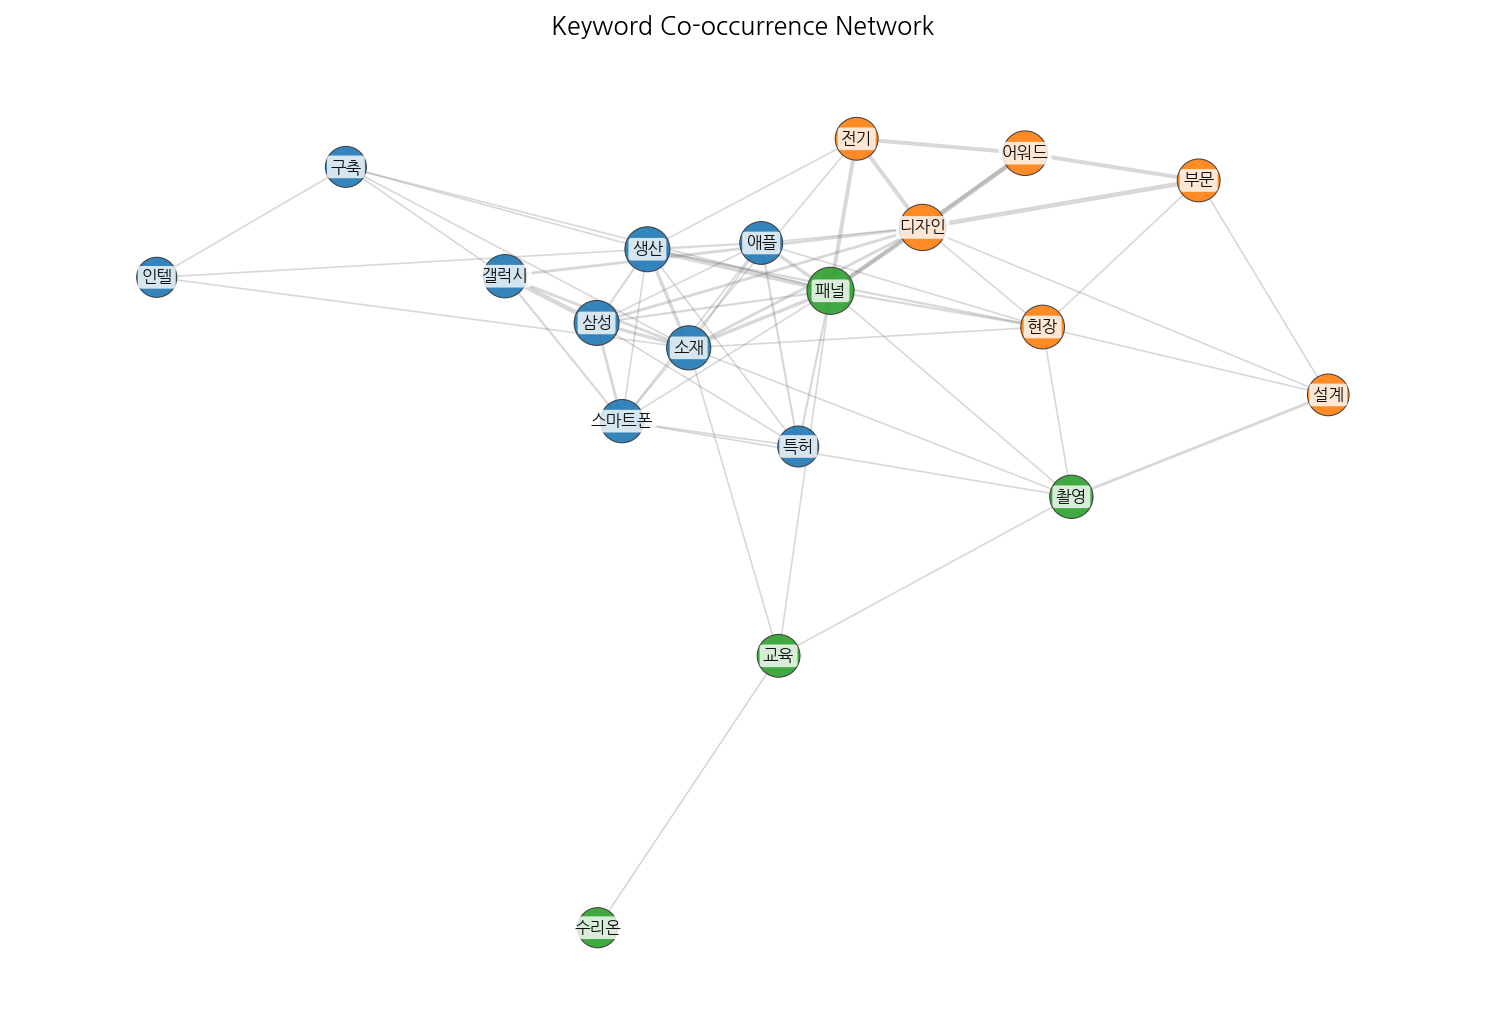 Keyword Co-occurrence Network
전기
어워드
구축
부문
디자인
애플
생산
갤럭시
인텔
패널
삼성
현장
소재
설계
스마트폰
특허
촬영
교육
수리온